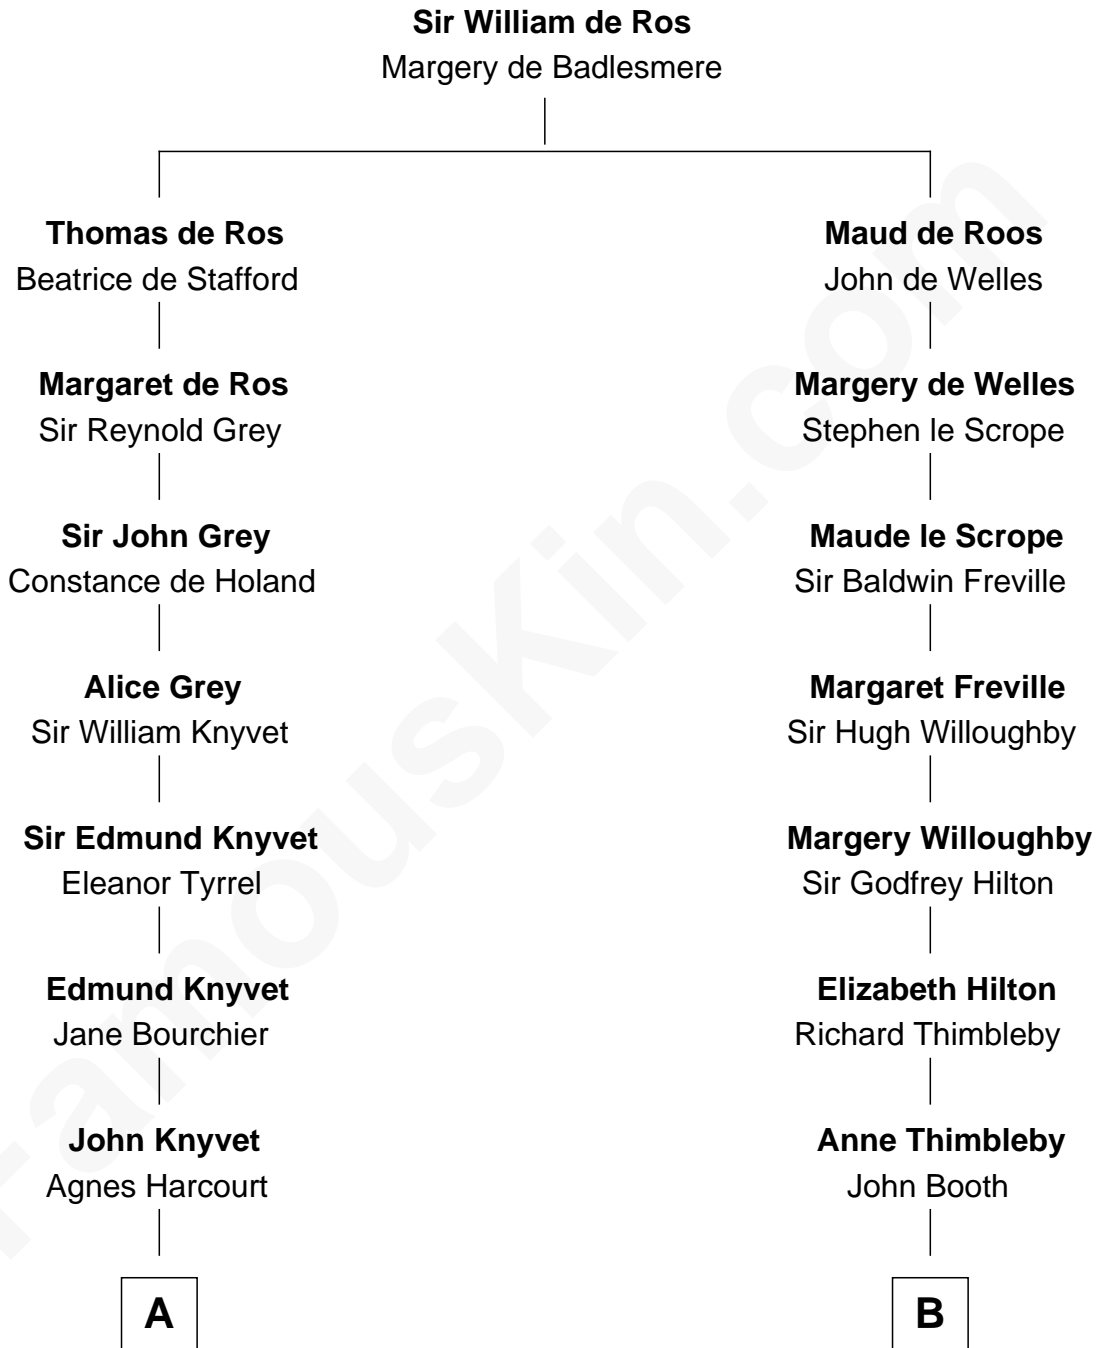 Sir William de Ros
Margery de Badlesmere
Thomas de Ros
Beatrice de Stafford
Maud de Roos
John de Welles
Margaret de Ros
Sir Reynold Grey
Margery de Welles
Stephen le Scrope
Sir John Grey
Constance de Holand
Maude le Scrope
Sir Baldwin Freville
Alice Grey
Sir William Knyvet
Margaret Freville
Sir Hugh Willoughby
Sir Edmund Knyvet
Eleanor Tyrrel
Margery Willoughby
Sir Godfrey Hilton
Edmund Knyvet
Jane Bourchier
Elizabeth Hilton
Richard Thimbleby
John Knyvet
Agnes Harcourt
Anne Thimbleby
John Booth
A
B
FamousKin.com